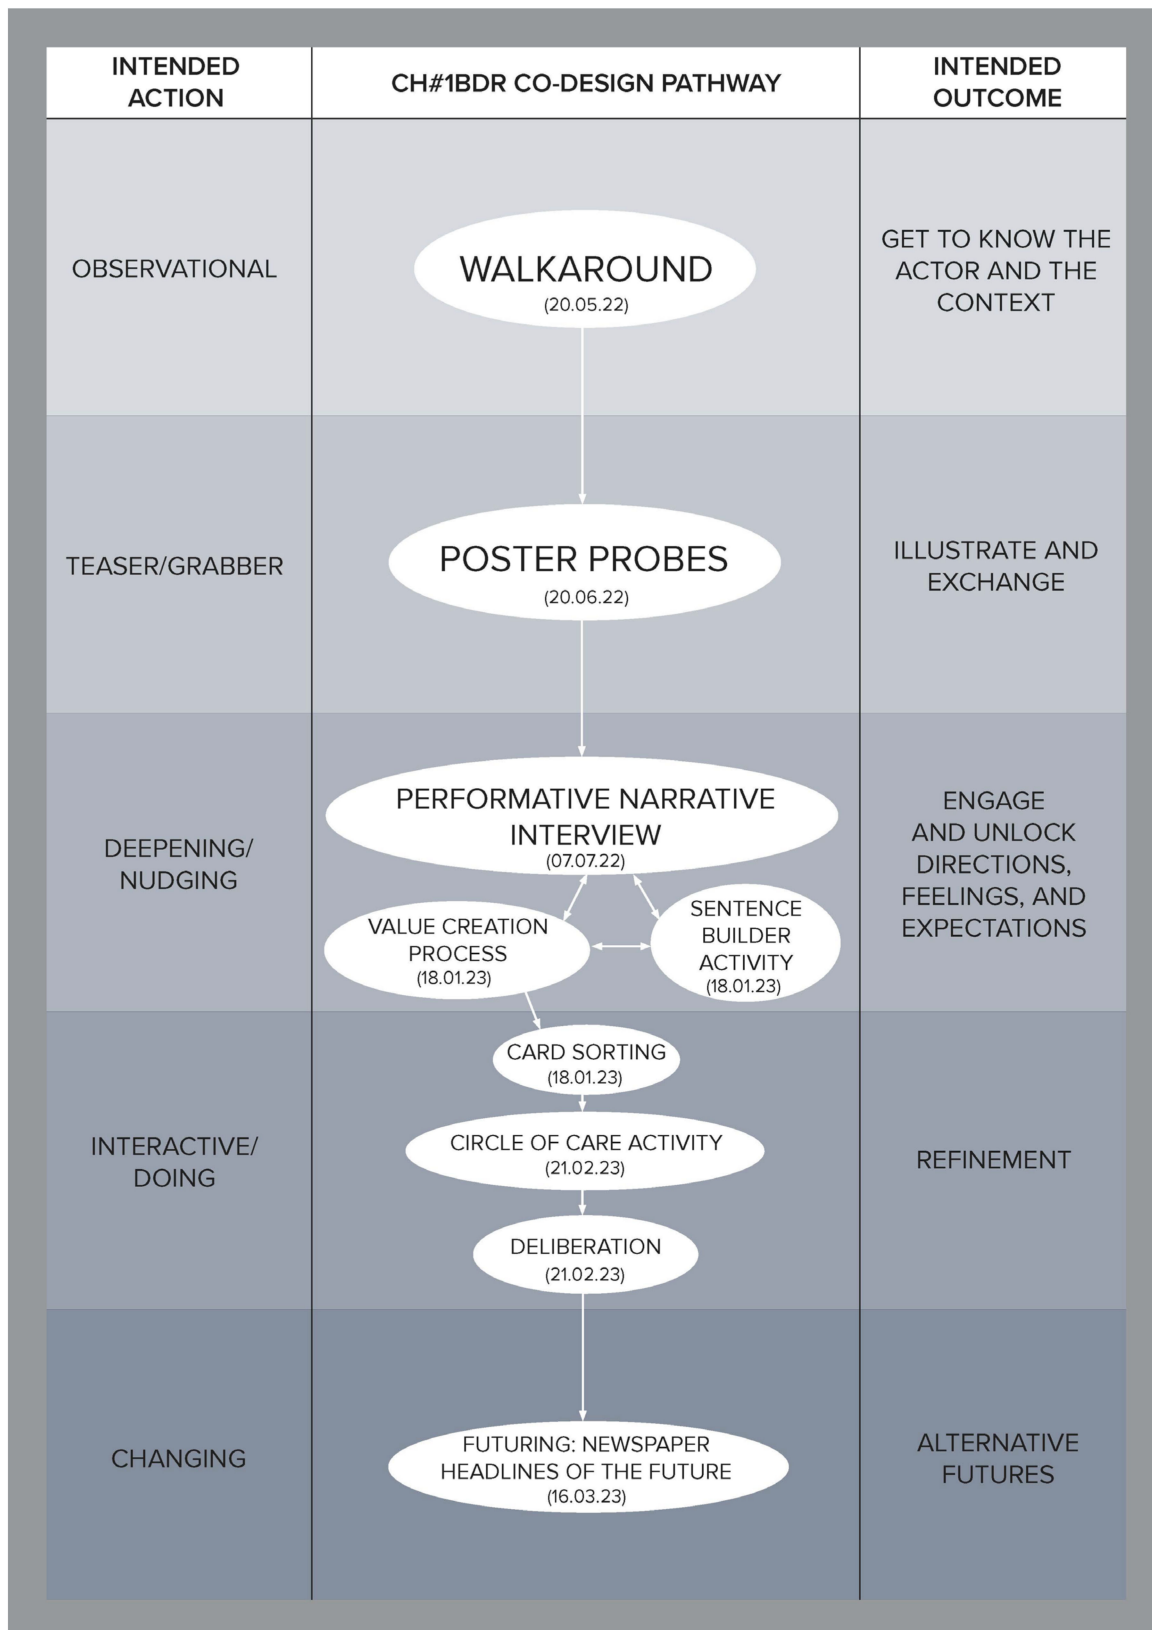 INTENDED
ACTION
CH#1BDR CO-DESIGN PATHWAY
INTENDED
OUTCOME
OBSERVATIONAL
WALKAROUND
(20.05.22)
GET TO KNOW THE
ACTOR AND THE
CONTEXT
TEASER/GRABBER
POSTER PROBES
(20.06.22)
ILLUSTRATE AND
EXCHANGE
DEEPENING/
NUDGING
PERFORMATIVE NARRATIVE
INTERVIEW
(07.07.22)
VALUE CREATION
PROCESS
(18.01.23)
SENTENCE
BUILDER
ACTIVITY
(18.01.23)
ENGAGE
AND UNLOCK
DIRECTIONS,
FEELINGS, AND
EXPECTATIONS
INTERACTIVE/
DOING
CARD SORTING
(18.01.23)
CIRCLE OF CARE ACTIVITY
(21.02.23)
DELIBERATION
(21.02.23)
REFINEMENT
CHANGING
FUTURING: NEWSPAPER
HEADLINES OF THE FUTURE
(16.03.23)
ALTERNATIVE
FUTURES